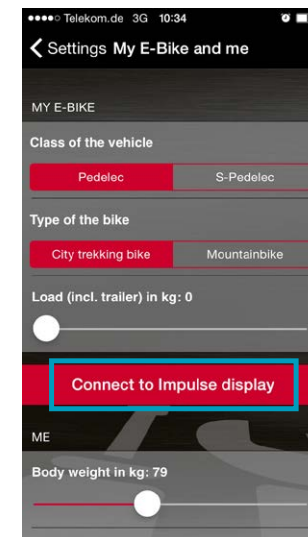 Telekom.de 3G 10:34
Settings My E-Bike and me
MY E-BIKE
Class of the vehicle
Pedelec S-Pedelec
Type of the bike
City trekking bike Mountainbike
Load (incl. trailer) in kg: 0
Connect to Impulse display
ME
Body weight in kg: 79